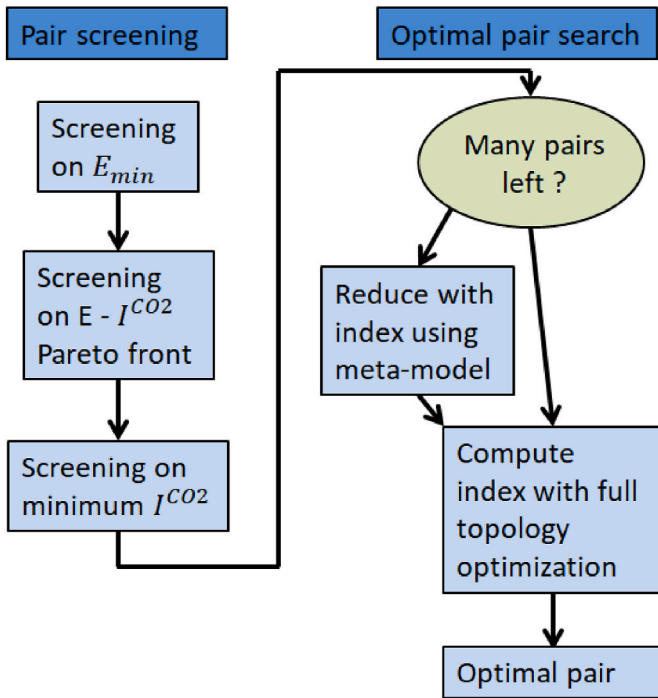 Pair screening
Optimal pair search
Screening
on E_min
Screening
on E - I^CO2
Pareto front
Screening on
minimum I^CO2
Many pairs
left ?
Reduce with
index using
meta-model
Compute
index with full
topology
optimization
Optimal pair